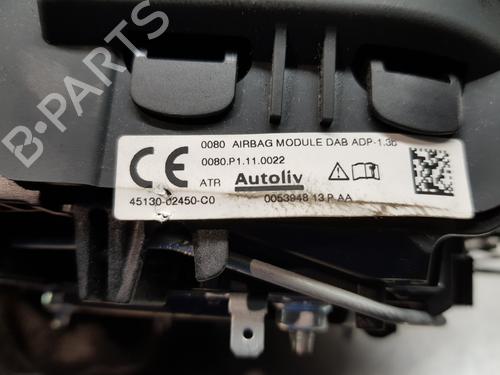 0080 AIRBAG MODULE DAB ADP-1.3b
0080.P1.11.0022
CE
ATR Autoliv
45130-02450-C0 0053948 13 P AA
B-PARTS